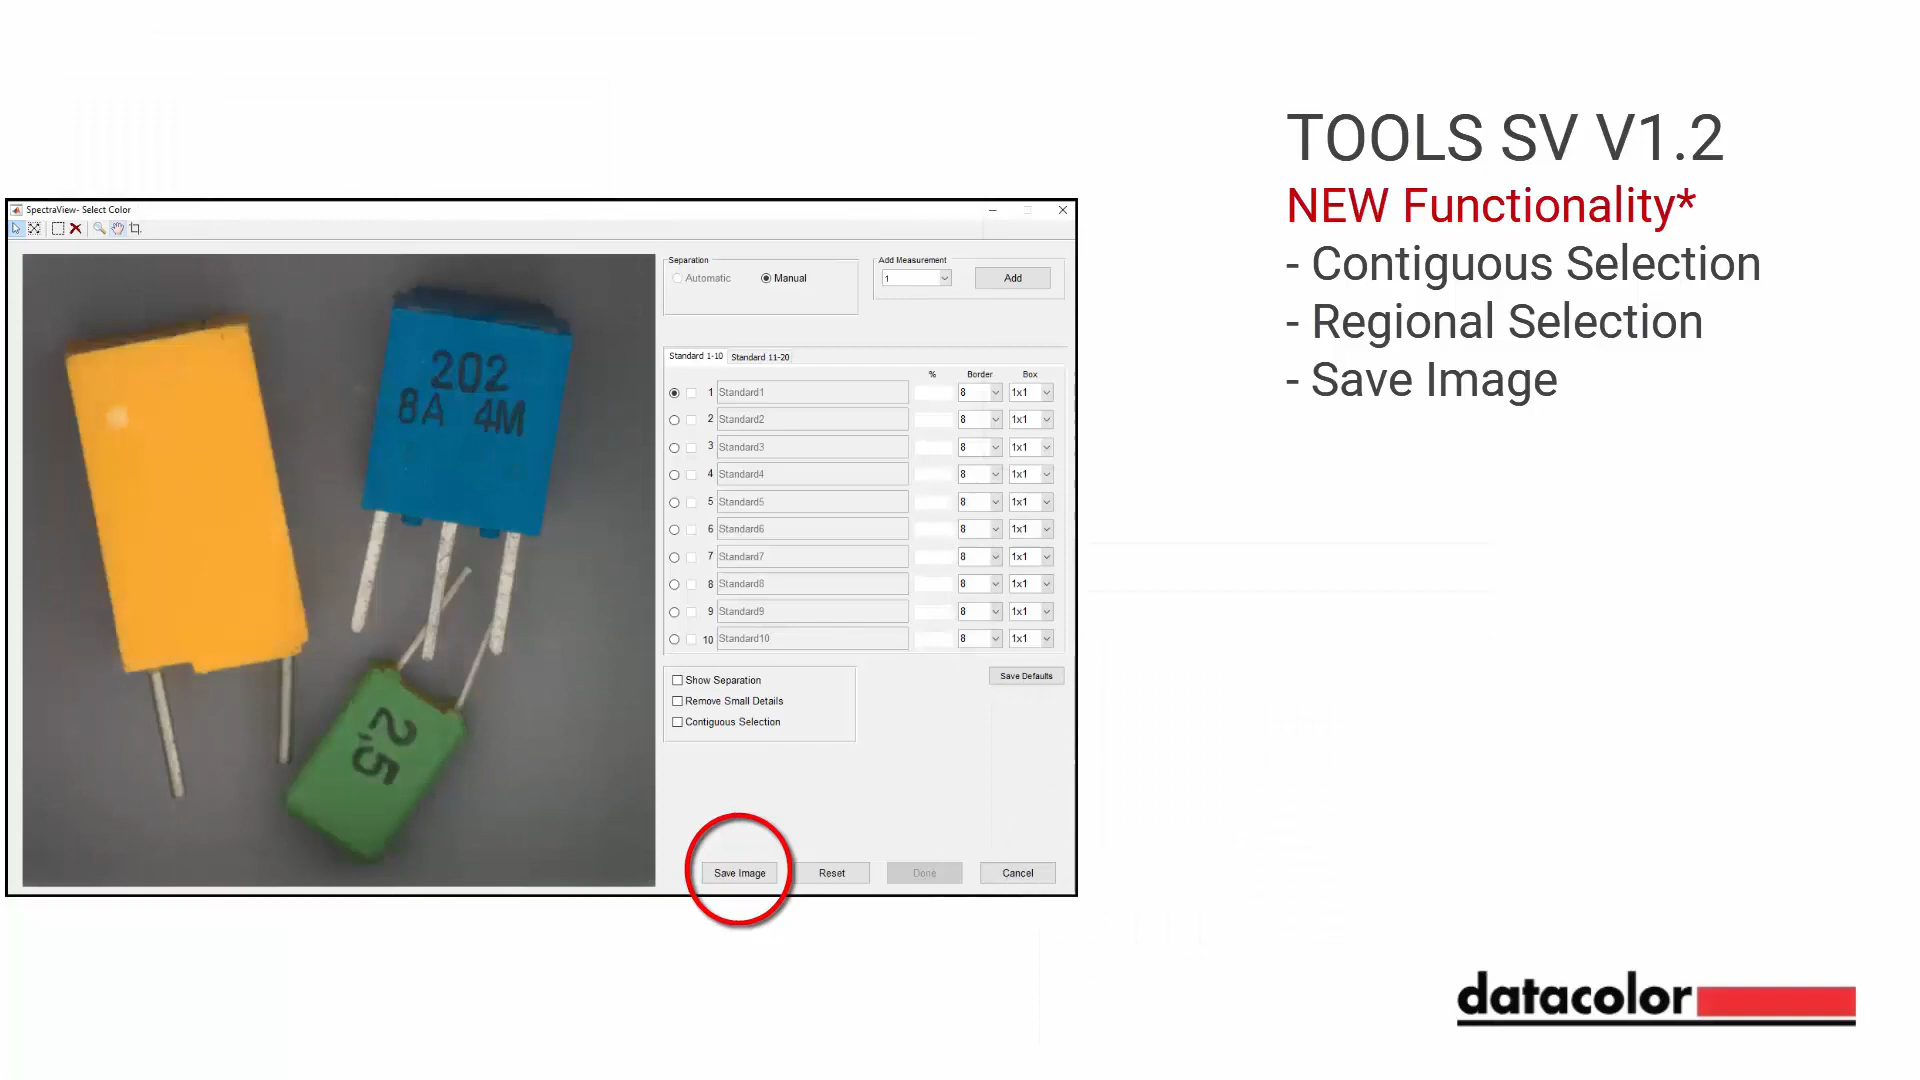 TOOLS SV V1.2
NEW Functionality*
- Contiguous Selection
- Regional Selection
- Save Image
SpectraView- Select Color
202
8A 4M
2,5
Separation
Automatic
Manual
Add Measurement
1
Add
Standard 1-10
Standard 11-20
% Border Box
1 Standard1 8 1x1
2 Standard2 8 1x1
3 Standard3 8 1x1
4 Standard4 8 1x1
5 Standard5 8 1x1
6 Standard6 8 1x1
7 Standard7 8 1x1
8 Standard8 8 1x1
9 Standard9 8 1x1
10 Standard10 8 1x1
Show Separation
Remove Small Details
Contiguous Selection
Save Defaults
Save Image
Reset
Done
Cancel
datacolor